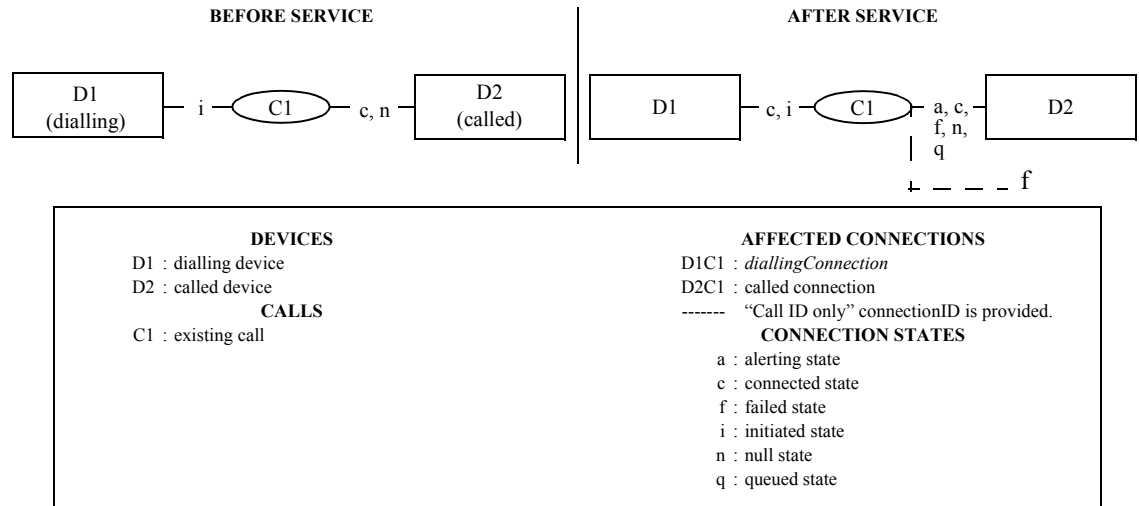 BEFORE SERVICE
AFTER SERVICE
D1
(dialling)
i
C1
c, n
D2
(called)
D1
c, i
C1
a, c,
f, n,
q
D2
f
DEVICES
D1 : dialling device
D2 : called device
CALLS
C1 : existing call
AFFECTED CONNECTIONS
D1C1 : diallingConnection
D2C1 : called connection
------- “Call ID only” connectionID is provided.
CONNECTION STATES
a : alerting state
c : connected state
f : failed state
i : initiated state
n : null state
q : queued state